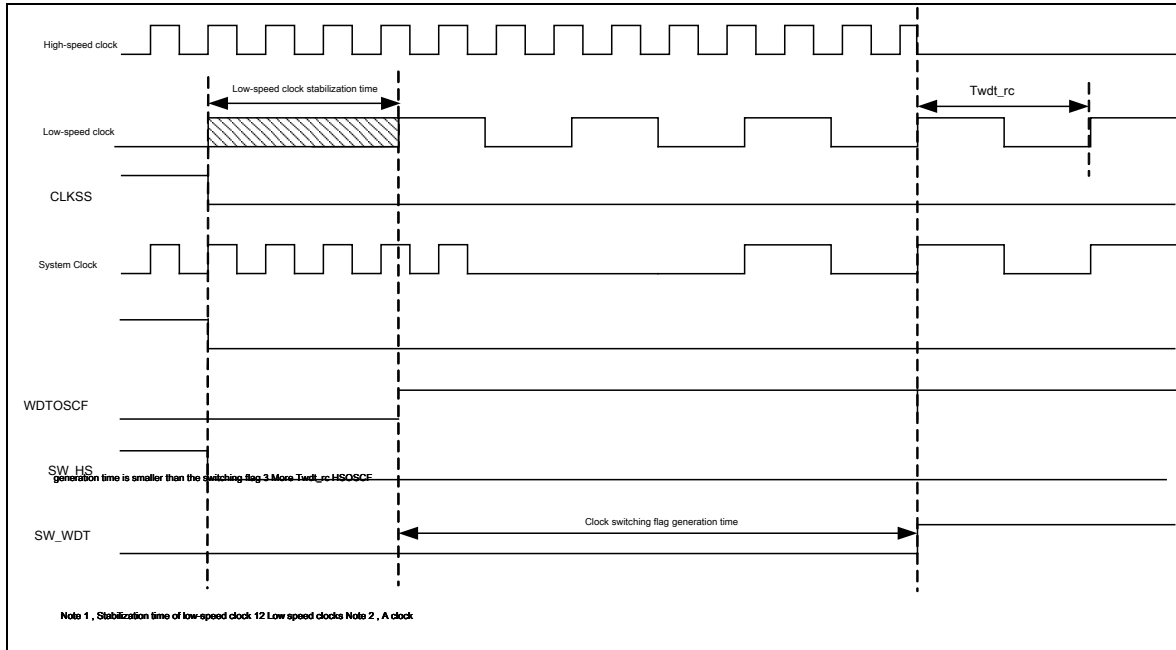 High-speed clock
Low-speed clock stabilization time
Twdt_rc
Low-speed clock
CLKSS
System Clock
WDTOSCF
SW_HS
generation time is smaller than the switching flag 3 More Twdt_rc HSOSCF
Clock switching flag generation time
SW_WDT
Note 1 , Stabilization time of low-speed clock 12 Low speed clocks Note 2 , A clock